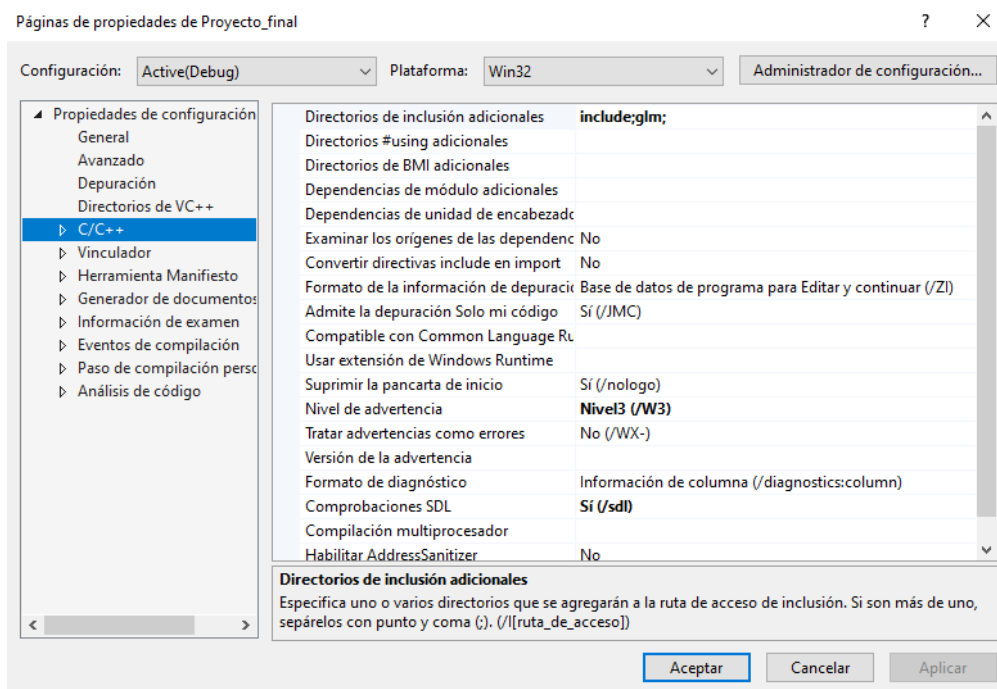 Páginas de propiedades de Proyecto_final
?
Configuración: Active(Debug) Plataforma: Win32 Administrador de configuración...
Propiedades de configuración
General
Avanzado
Depuración
Directorios de VC++
C/C++
Vinculador
Herramienta Manifiesto
Generador de documentos
Información de examen
Eventos de compilación
Paso de compilación perso
Análisis de código
Directorios de inclusión adicionales include;glm;
Directorios #using adicionales
Directorios de BMI adicionales
Dependencias de módulo adicionales
Dependencias de unidad de encabezado
Examinar los orígenes de las dependenc No
Convertir directivas include en import No
Formato de la información de depuració Base de datos de programa para Editar y continuar (/ZI)
Admite la depuración Solo mi código Sí (/JMC)
Compatible con Common Language Ru
Usar extensión de Windows Runtime
Suprimir la pancarta de inicio Sí (/nologo)
Nivel de advertencia Nivel3 (/W3)
Tratar advertencias como errores No (/WX-)
Versión de la advertencia
Formato de diagnóstico Información de columna (/diagnostics:column)
Comprobaciones SDL Sí (/sdl)
Compilación multiprocesador
Habilitar AddressSanitizer No
Directorios de inclusión adicionales
Especifica uno o varios directorios que se agregarán a la ruta de acceso de inclusión. Si son más de uno,
sepárelos con punto y coma (;). (/I[ruta_de_acceso])
Aceptar Cancelar Aplicar